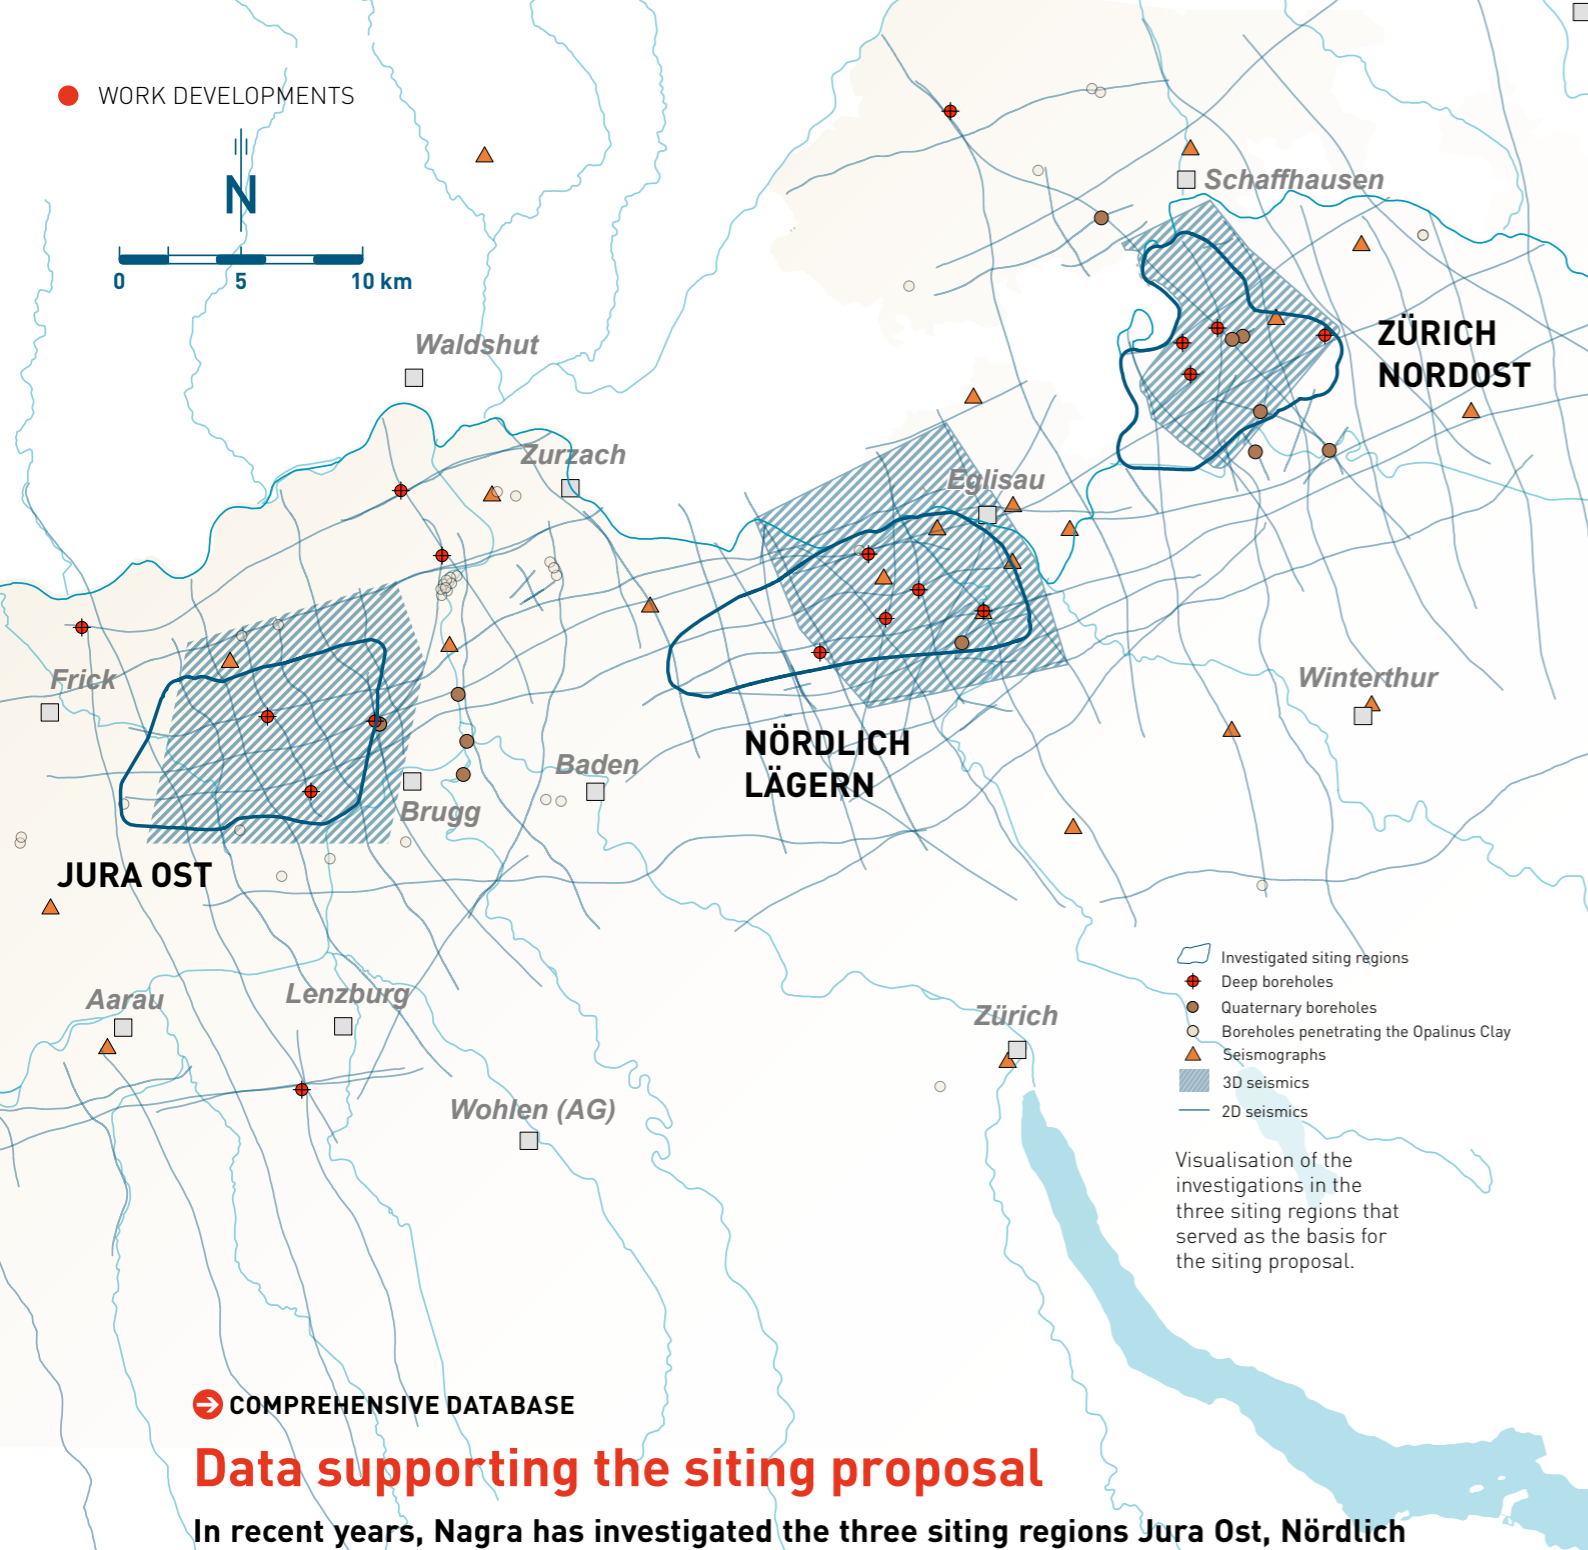 WORK DEVELOPMENTS
N
0 5 10 km
Schaffhausen
Waldshut
ZÜRICH
NORDOST
Zurzach
Eglisau
Frick
Winterthur
NÖRDLICH
LÄGERN
Baden
Brugg
JURA OST
Aarau
Lenzburg
Zürich
Wohlen (AG)
Investigated siting regions
Deep boreholes
Quaternary boreholes
Boreholes penetrating the Opalinus Clay
Seismographs
3D seismics
2D seismics
Visualisation of the
investigations in the
three siting regions that
served as the basis for
the siting proposal.
COMPREHENSIVE DATABASE
Data supporting the siting proposal
In recent years, Nagra has investigated the three siting regions Jura Ost, Nördlich